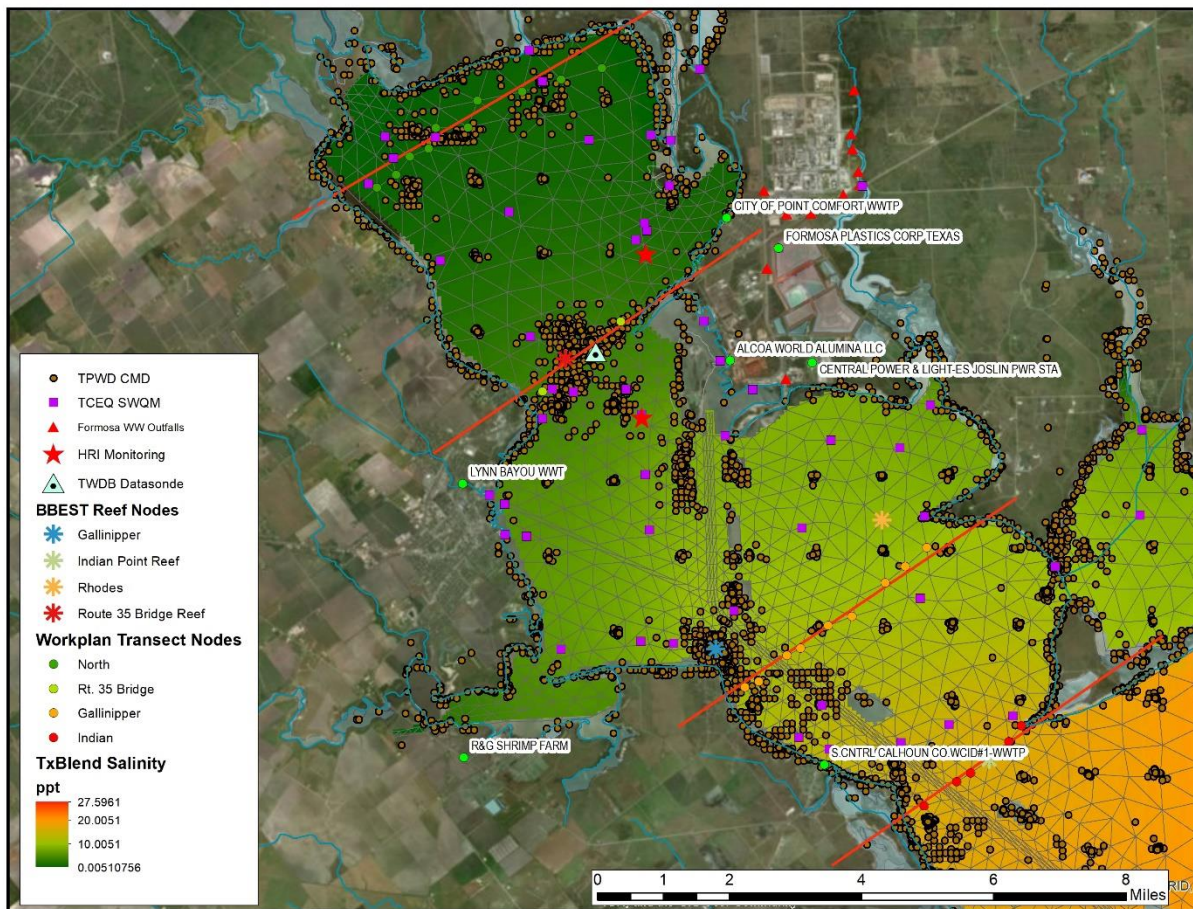 CITY OF POINT COMFORT WWTP
FORMOSA PLASTICS CORP TEXAS
ALCOA WORLD ALUMINA LLC
CENTRAL POWER & LIGHT-ES JOSLIN PWR STA
LYNN BAYOU WWT
R&G SHRIMP FARM
S.CNTRL CALHOUN CO.WCID#1-WWTP
TPWD CMD
TCEQ SWQM
Formosa WW Outfalls
HRI Monitoring
TWDB Datasonde
BBEST Reef Nodes
Gallinipper
Indian Point Reef
Rhodes
Route 35 Bridge Reef
Workplan Transect Nodes
North
Rt. 35 Bridge
Gallinipper
Indian
TxBlend Salinity
ppt
27.5961
20.0051
10.0051
0.00510756
0 1 2 4 6 8
Miles